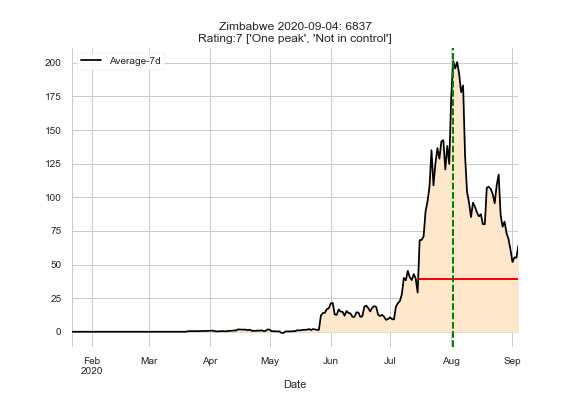 Zimbabwe 2020-09-04: 6837
Rating:7 ['One peak', 'Not in control']
Average-7d
200
175
150
125
100
75
50
25
0
Feb Mar Apr May Jun Jul Aug Sep
2020
Date